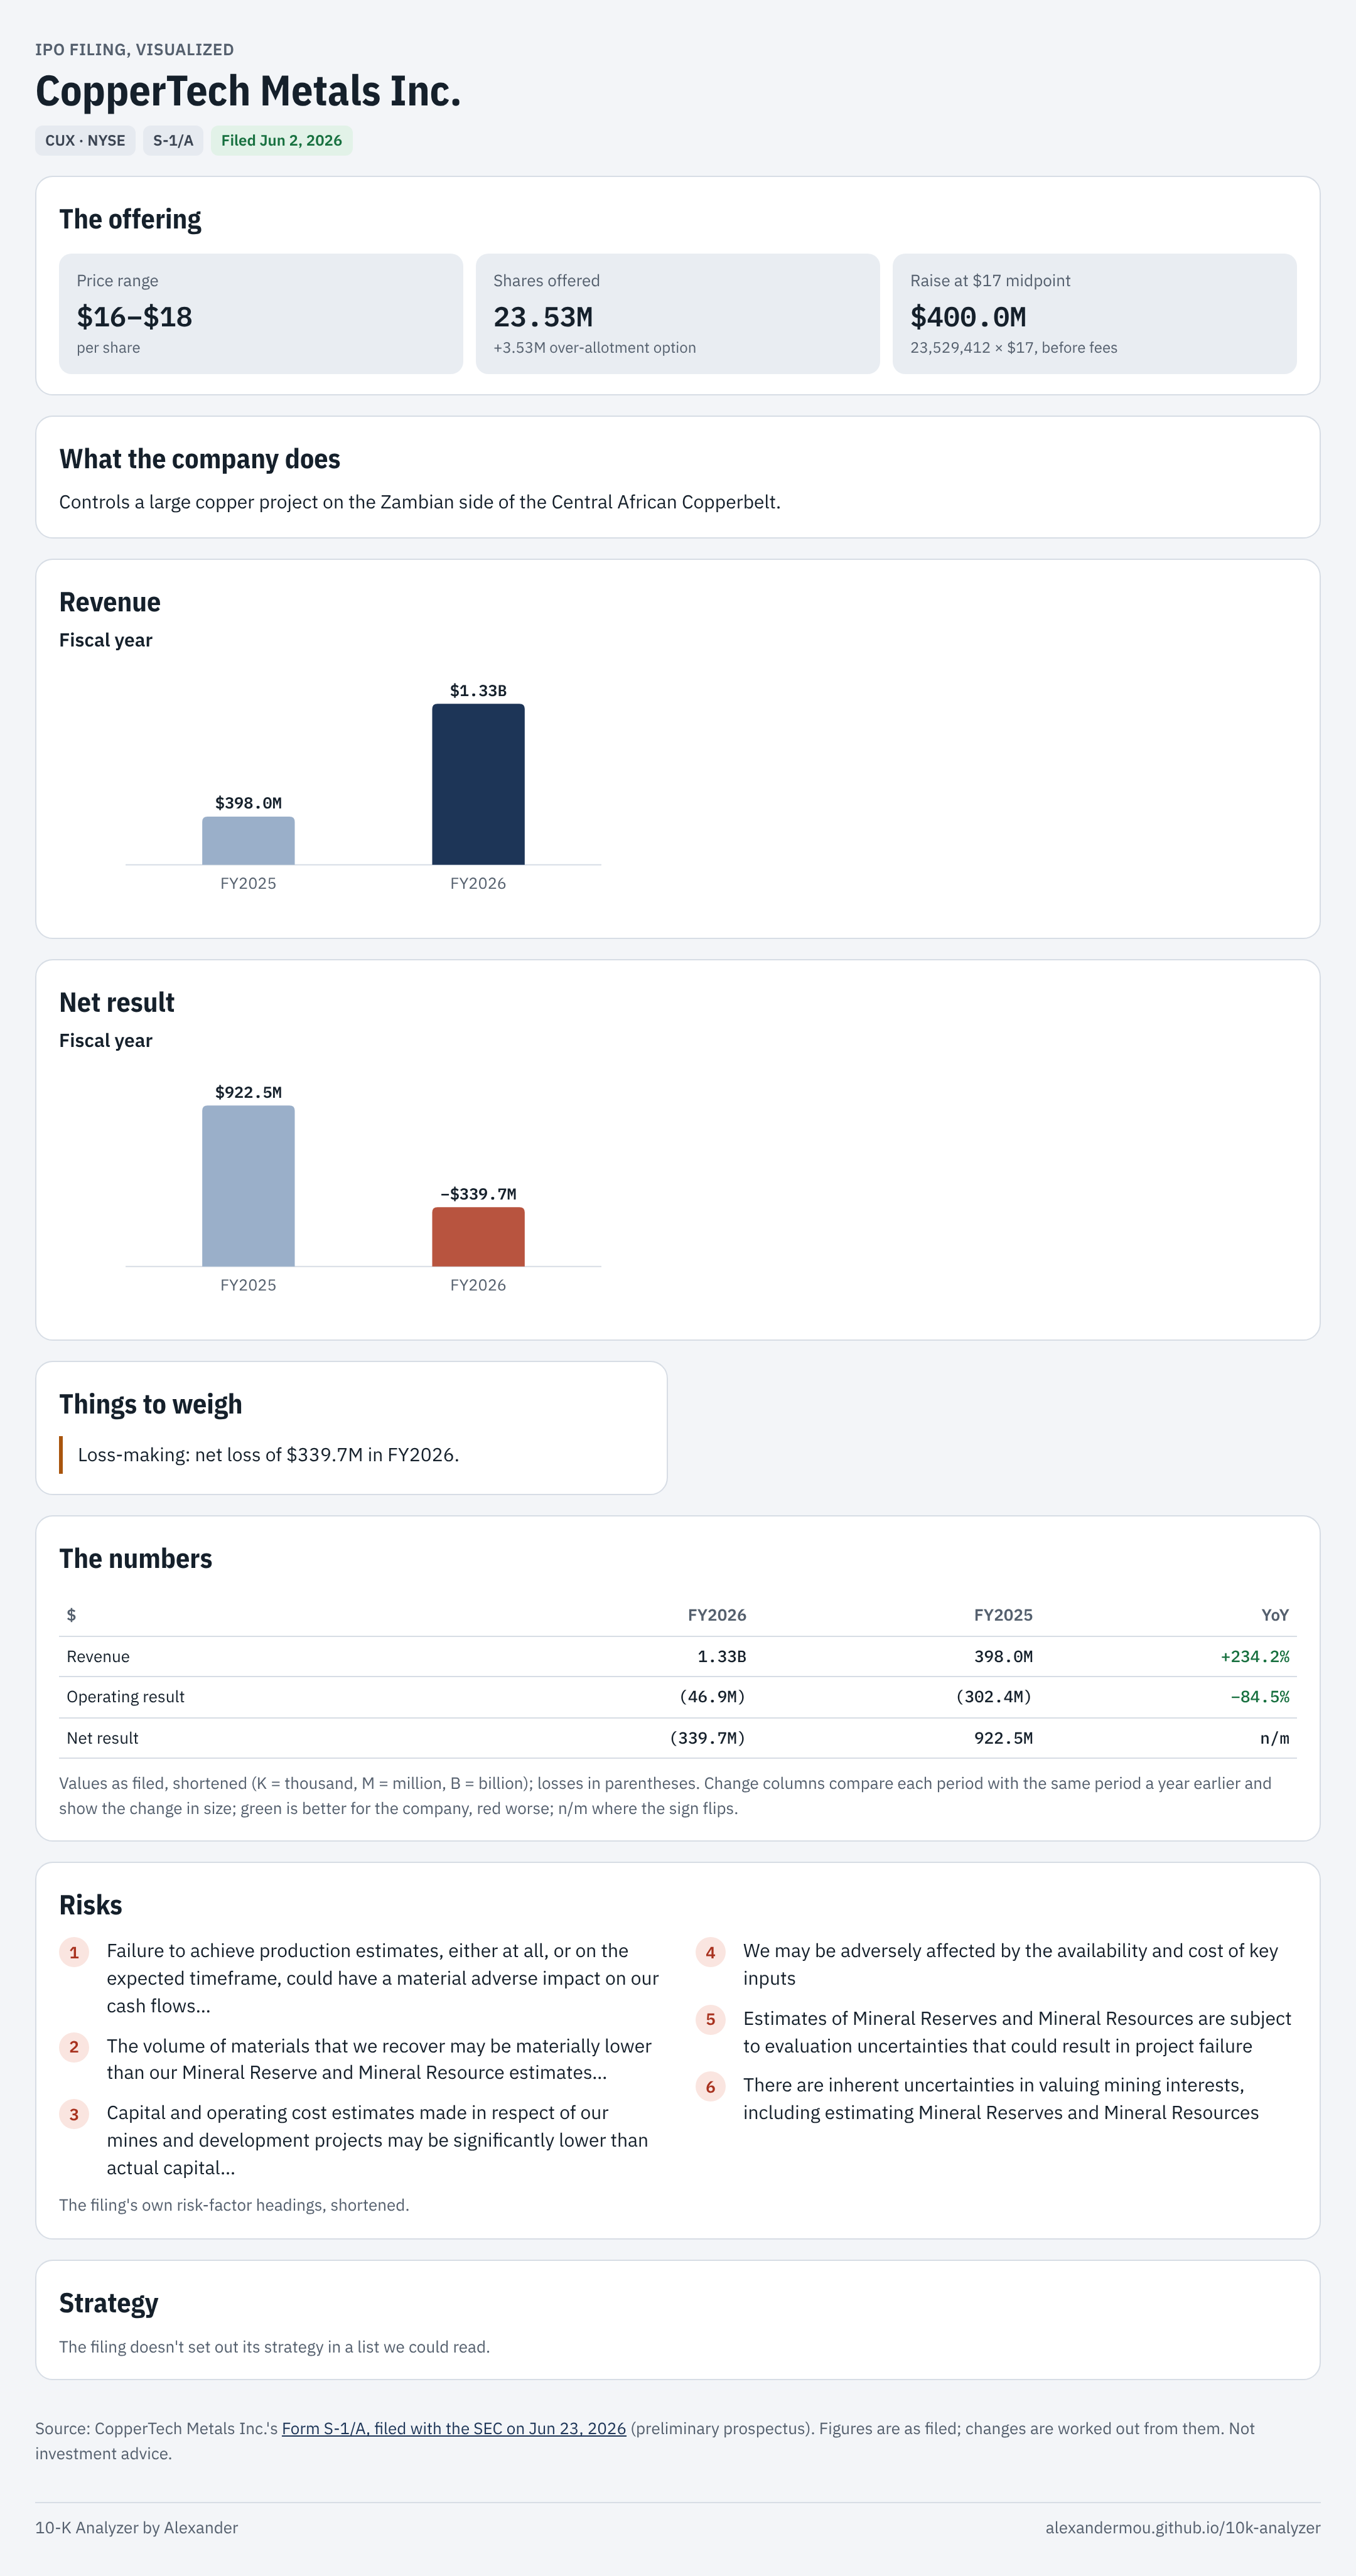 IPO FILING, VISUALIZED
CopperTech Metals Inc.
CUX · NYSE
S-1/A
Filed Jun 2, 2026
The offering
Price range
$16–$18
per share
Shares offered
23.53M
+3.53M over-allotment option
Raise at $17 midpoint
$400.0M
23,529,412 × $17, before fees
What the company does
Controls a large copper project on the Zambian side of the Central African Copperbelt.
Revenue
Fiscal year
$398.0M
$1.33B
FY2025
FY2026
Net result
Fiscal year
$922.5M
−$339.7M
FY2025
FY2026
Things to weigh
Loss-making: net loss of $339.7M in FY2026.
The numbers
$ FY2026 FY2025 YoY
Revenue 1.33B 398.0M +234.2%
Operating result (46.9M) (302.4M) −84.5%
Net result (339.7M) 922.5M n/m
Values as filed, shortened (K = thousand, M = million, B = billion); losses in parentheses. Change columns compare each period with the same period a year earlier and
show the change in size; green is better for the company, red worse; n/m where the sign flips.
Risks
1 Failure to achieve production estimates, either at all, or on the
expected timeframe, could have a material adverse impact on our
cash flows…
2 The volume of materials that we recover may be materially lower
than our Mineral Reserve and Mineral Resource estimates…
3 Capital and operating cost estimates made in respect of our
mines and development projects may be significantly lower than
actual capital…
4 We may be adversely affected by the availability and cost of key
inputs
5 Estimates of Mineral Reserves and Mineral Resources are subject
to evaluation uncertainties that could result in project failure
6 There are inherent uncertainties in valuing mining interests,
including estimating Mineral Reserves and Mineral Resources
The filing's own risk-factor headings, shortened.
Strategy
The filing doesn't set out its strategy in a list we could read.
Source: CopperTech Metals Inc.'s Form S-1/A, filed with the SEC on Jun 23, 2026 (preliminary prospectus). Figures are as filed; changes are worked out from them. Not
investment advice.
10-K Analyzer by Alexander
alexandermou.github.io/10k-analyzer